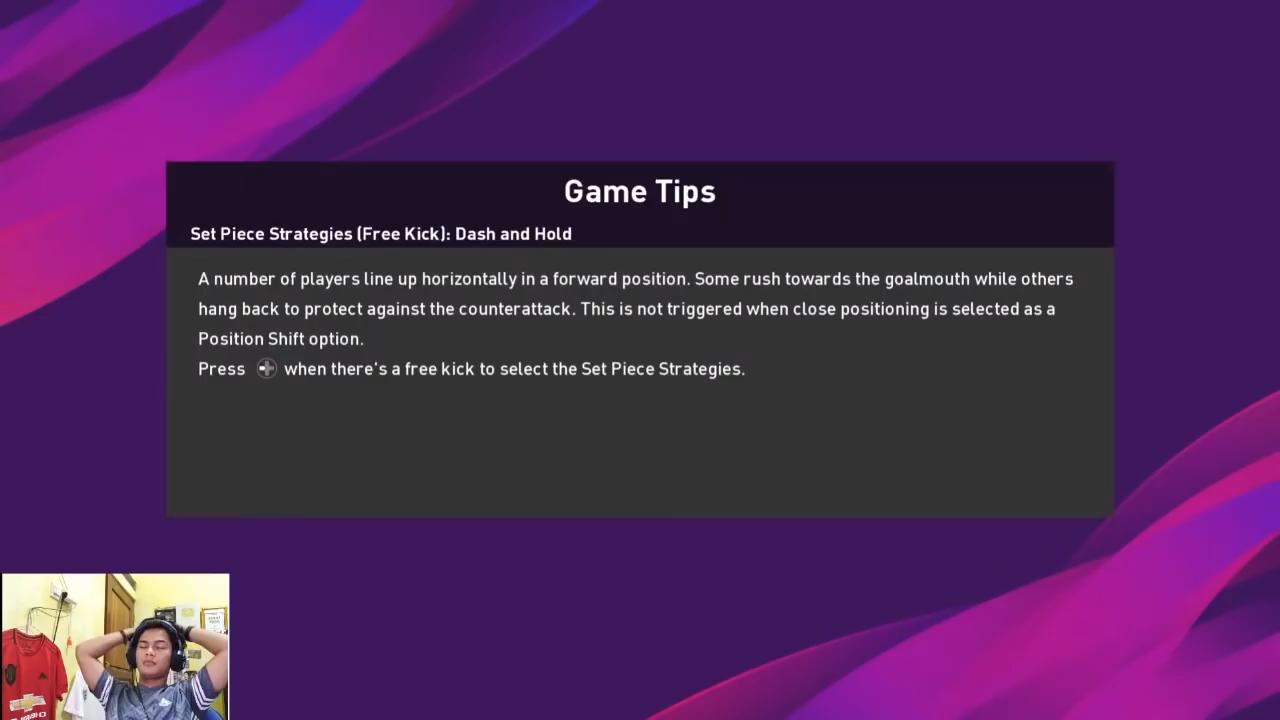 Game Tips
Set Piece Strategies (Free Kick): Dash and Hold
A number of players line up horizontally in a forward position. Some rush towards the goalmouth while others
hang back to protect against the counterattack. This is not triggered when close positioning is selected as a
Position Shift option.
Press when there's a free kick to select the Set Piece Strategies.